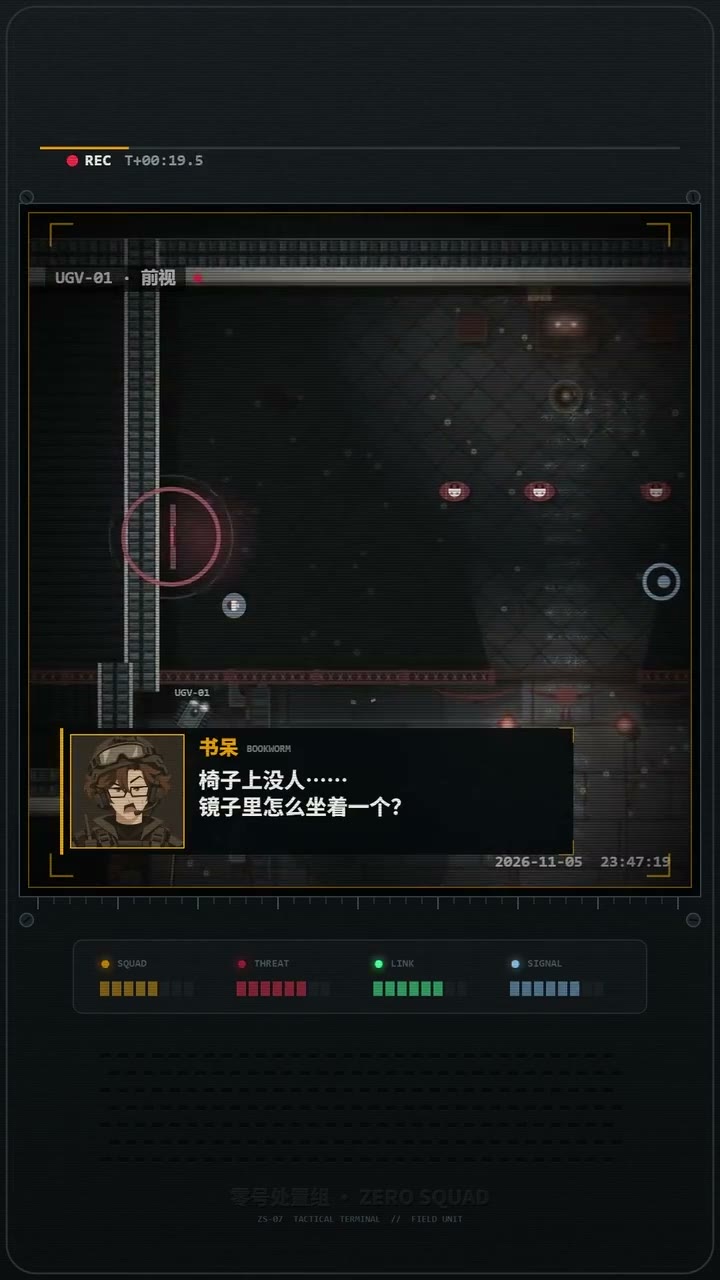 REC T+00:19.5
UGV-01 · 前视
UGV-01
书呆 BOOKWORM
椅子上没人……
镜子里怎么坐着一个？
2026-11-05 23:47:19
SQUAD THREAT LINK SIGNAL
零号处置组 · ZERO SQUAD
ZS-07 TACTICAL TERMINAL // FIELD UNIT